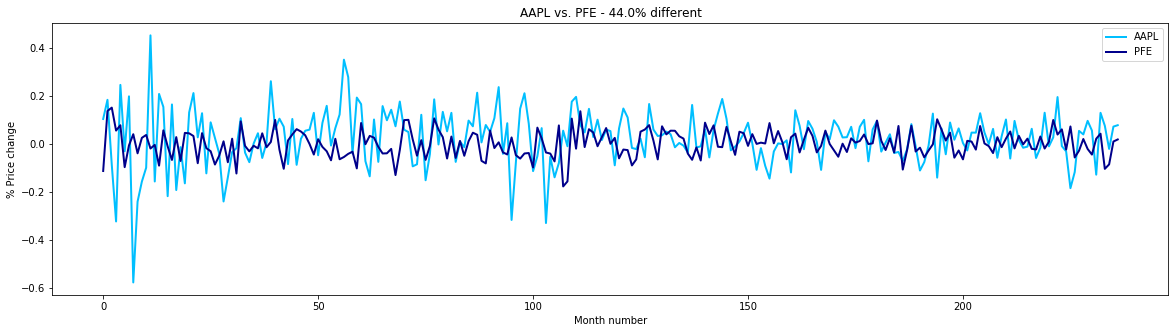 AAPL vs. PFE - 44.0% different
AAPL
PFE
% Price change
0.4
0.2
0.0
−0.2
−0.4
−0.6
0
50
100
150
200
Month number